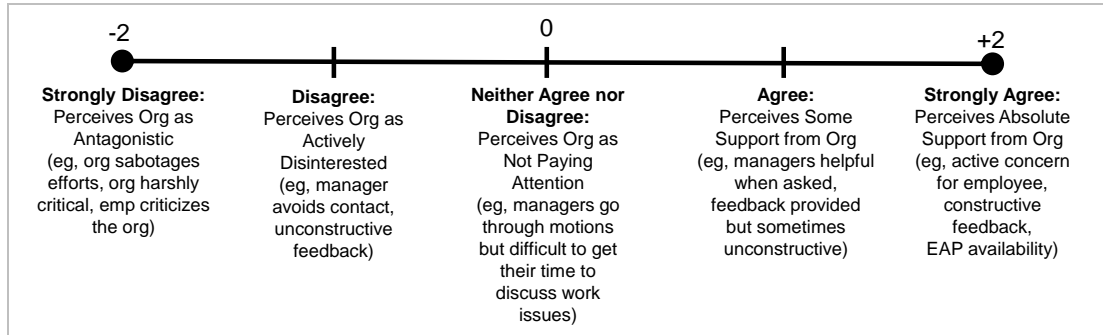 -2
0
+2
Strongly Disagree:
Perceives Org as
Antagonistic
(eg, org sabotages
efforts, org harshly
critical, emp criticizes
the org)
Disagree:
Perceives Org as
Actively
Disinterested
(eg, manager
avoids contact,
unconstructive
feedback)
Neither Agree nor
Disagree:
Perceives Org as
Not Paying
Attention
(eg, managers go
through motions
but difficult to get
their time to
discuss work
issues)
Agree:
Perceives Some
Support from Org
(eg, managers helpful
when asked,
feedback provided
but sometimes
unconstructive)
Strongly Agree:
Perceives Absolute
Support from Org
(eg, active concern
for employee,
constructive
feedback,
EAP availability)